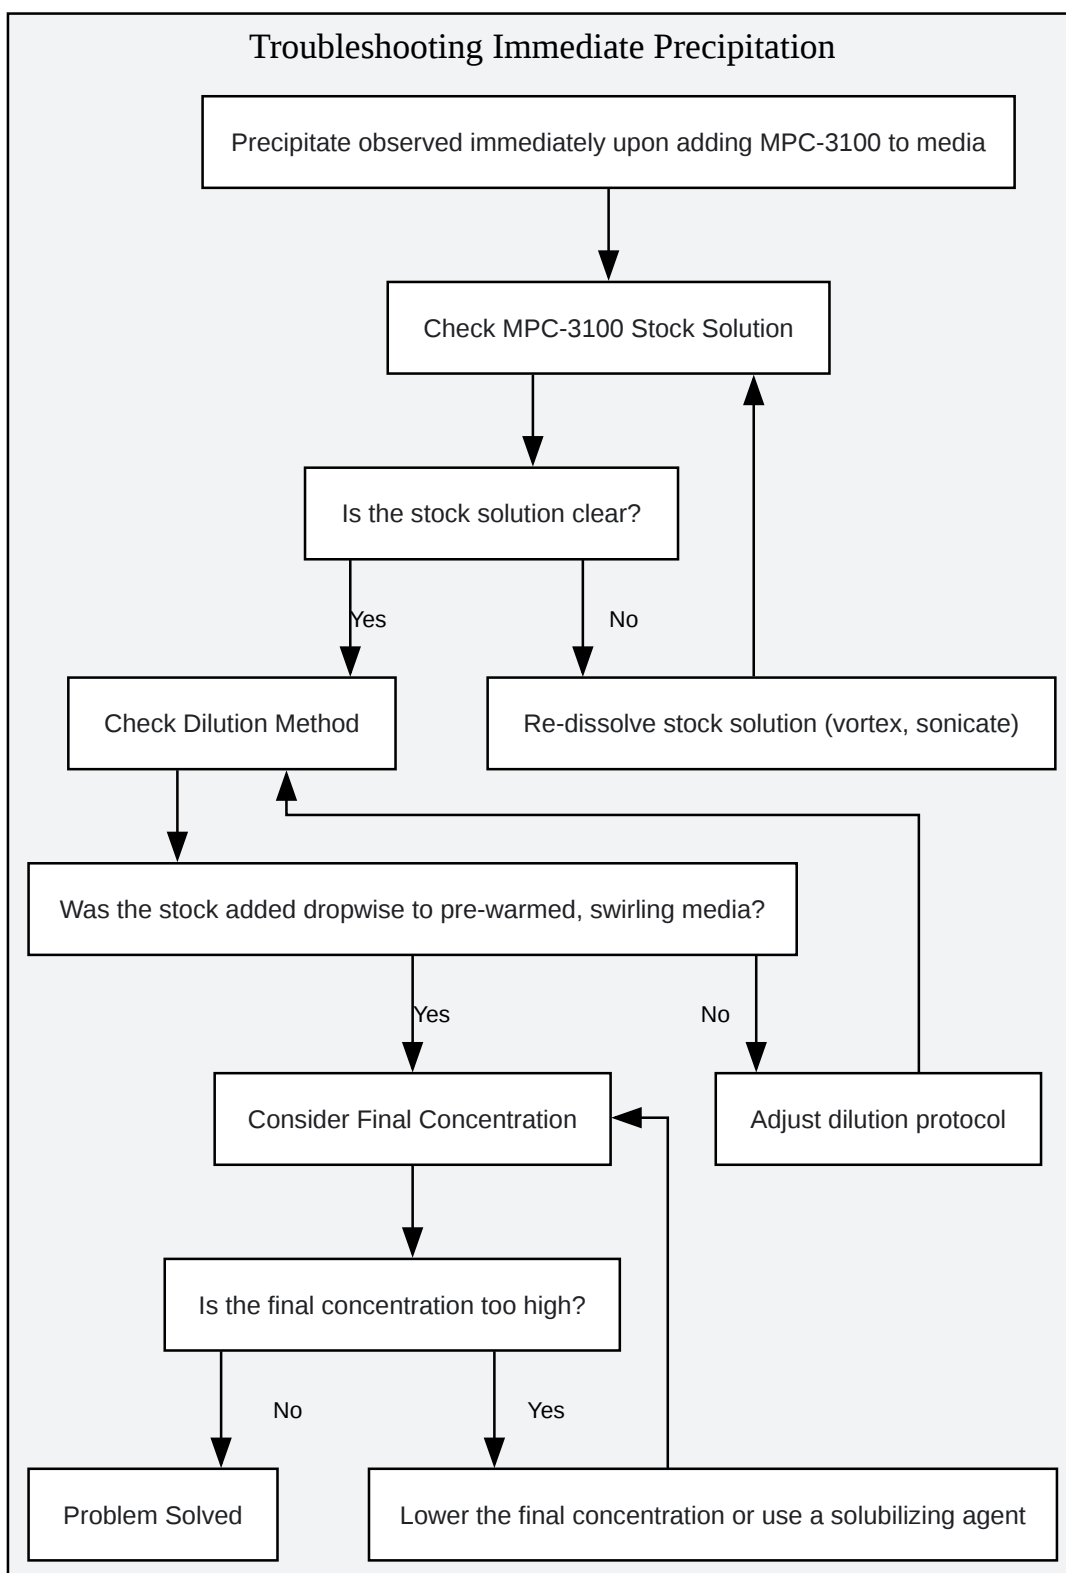 Troubleshooting Immediate Precipitation
Precipitate observed immediately upon adding MPC-3100 to media
Check MPC-3100 Stock Solution
Is the stock solution clear?
Yes
No
Check Dilution Method
Re-dissolve stock solution (vortex, sonicate)
Was the stock added dropwise to pre-warmed, swirling media?
Yes
No
Consider Final Concentration
Adjust dilution protocol
Is the final concentration too high?
No
Yes
Problem Solved
Lower the final concentration or use a solubilizing agent